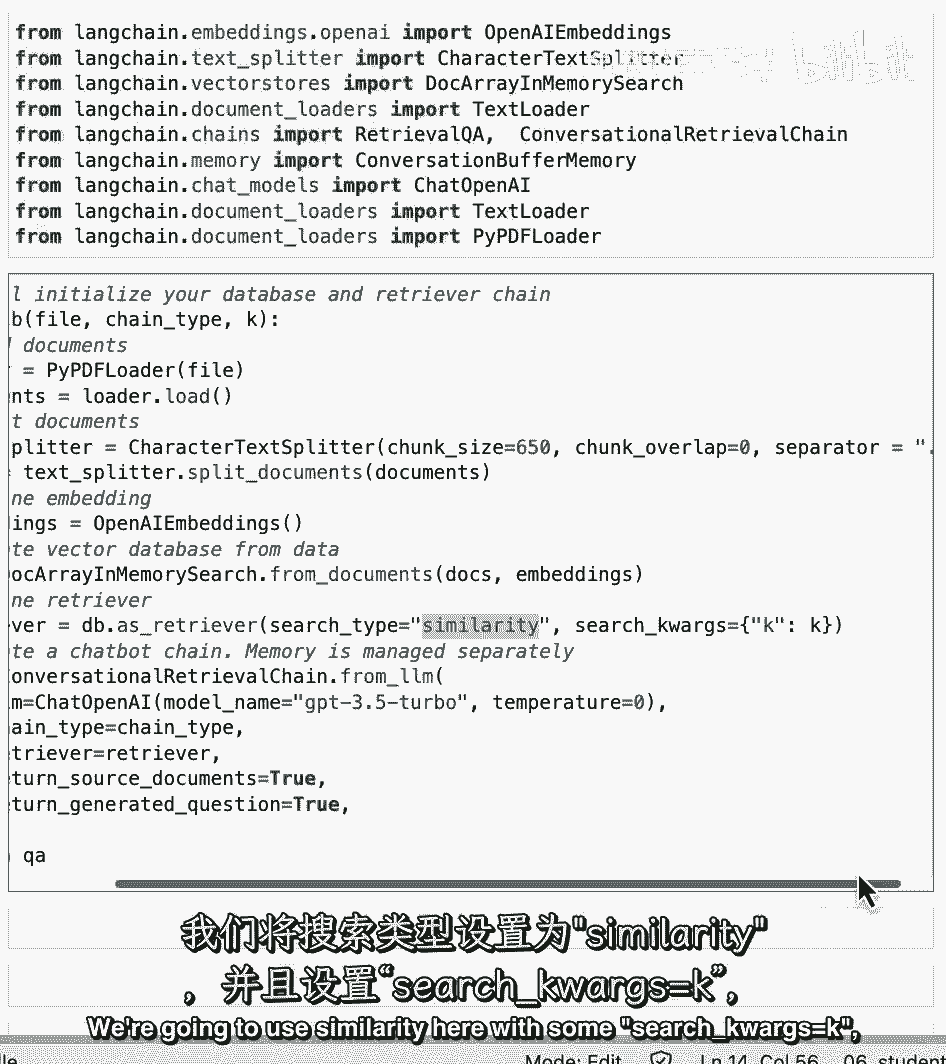 from langchain.embeddings.openai import OpenAIEmbeddings
from langchain.text_splitter import CharacterTextSplitter
from langchain.vectorstores import DocArrayInMemorySearch
from langchain.document_loaders import TextLoader
from langchain.chains import RetrievalQA,  ConversationalRetrievalChain
from langchain.memory import ConversationBufferMemory
from langchain.chat_models import ChatOpenAI
from langchain.document_loaders import TextLoader
from langchain.document_loaders import PyPDFLoader
l initialize your database and retriever chain
b(file, chain_type, k):
documents
= PyPDFLoader(file)
nts = loader.load()
t documents
plitter = CharacterTextSplitter(chunk_size=650, chunk_overlap=0, separator = ".
text_splitter.split_documents(documents)
ne embedding
ings = OpenAIEmbeddings()
te vector database from data
ocArrayInMemorySearch.from_documents(docs, embeddings)
ne retriever
ver = db.as_retriever(search_type="similarity", search_kwargs={"k": k})
te a chatbot chain. Memory is managed separately
onversationalRetrievalChain.from_llm(
m=ChatOpenAI(model_name="gpt-3.5-turbo", temperature=0),
ain_type=chain_type,
triever=retriever,
turn_source_documents=True,
turn_generated_question=True,
qa
我们将搜索类型设置为"similarity"
，并且设置“search_kwargs=k”，
We're going to use similarity here with some "search_kwargs=k",
Mode: Edit Ln 14, Col 56 06_student